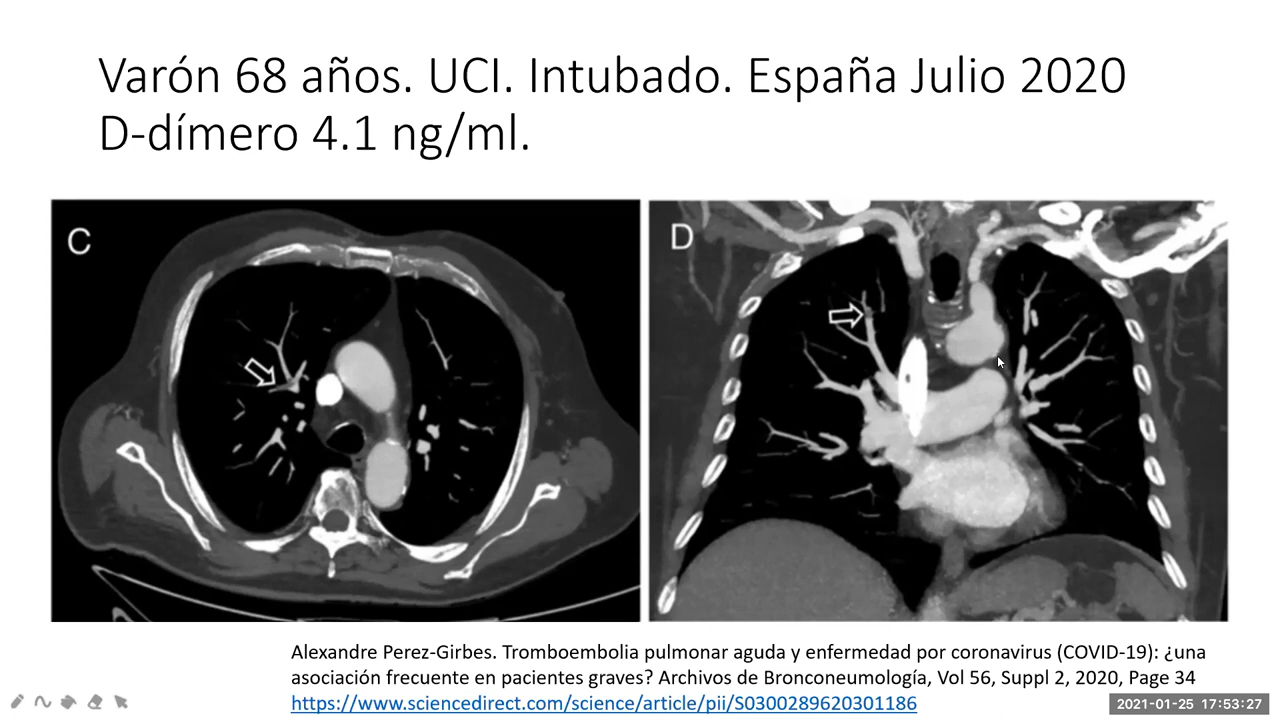 Varón 68 años. UCI. Intubado. España Julio 2020
D-dímero 4.1 ng/ml.
C
D
Alexandre Perez-Girbes. Tromboembolia pulmonar aguda y enfermedad por coronavirus (COVID-19): ¿una
asociación frecuente en pacientes graves? Archivos de Bronconeumología, Vol 56, Suppl 2, 2020, Page 34
https://www.sciencedirect.com/science/article/pii/S0300289620301186
2021-01-25 17:53:27